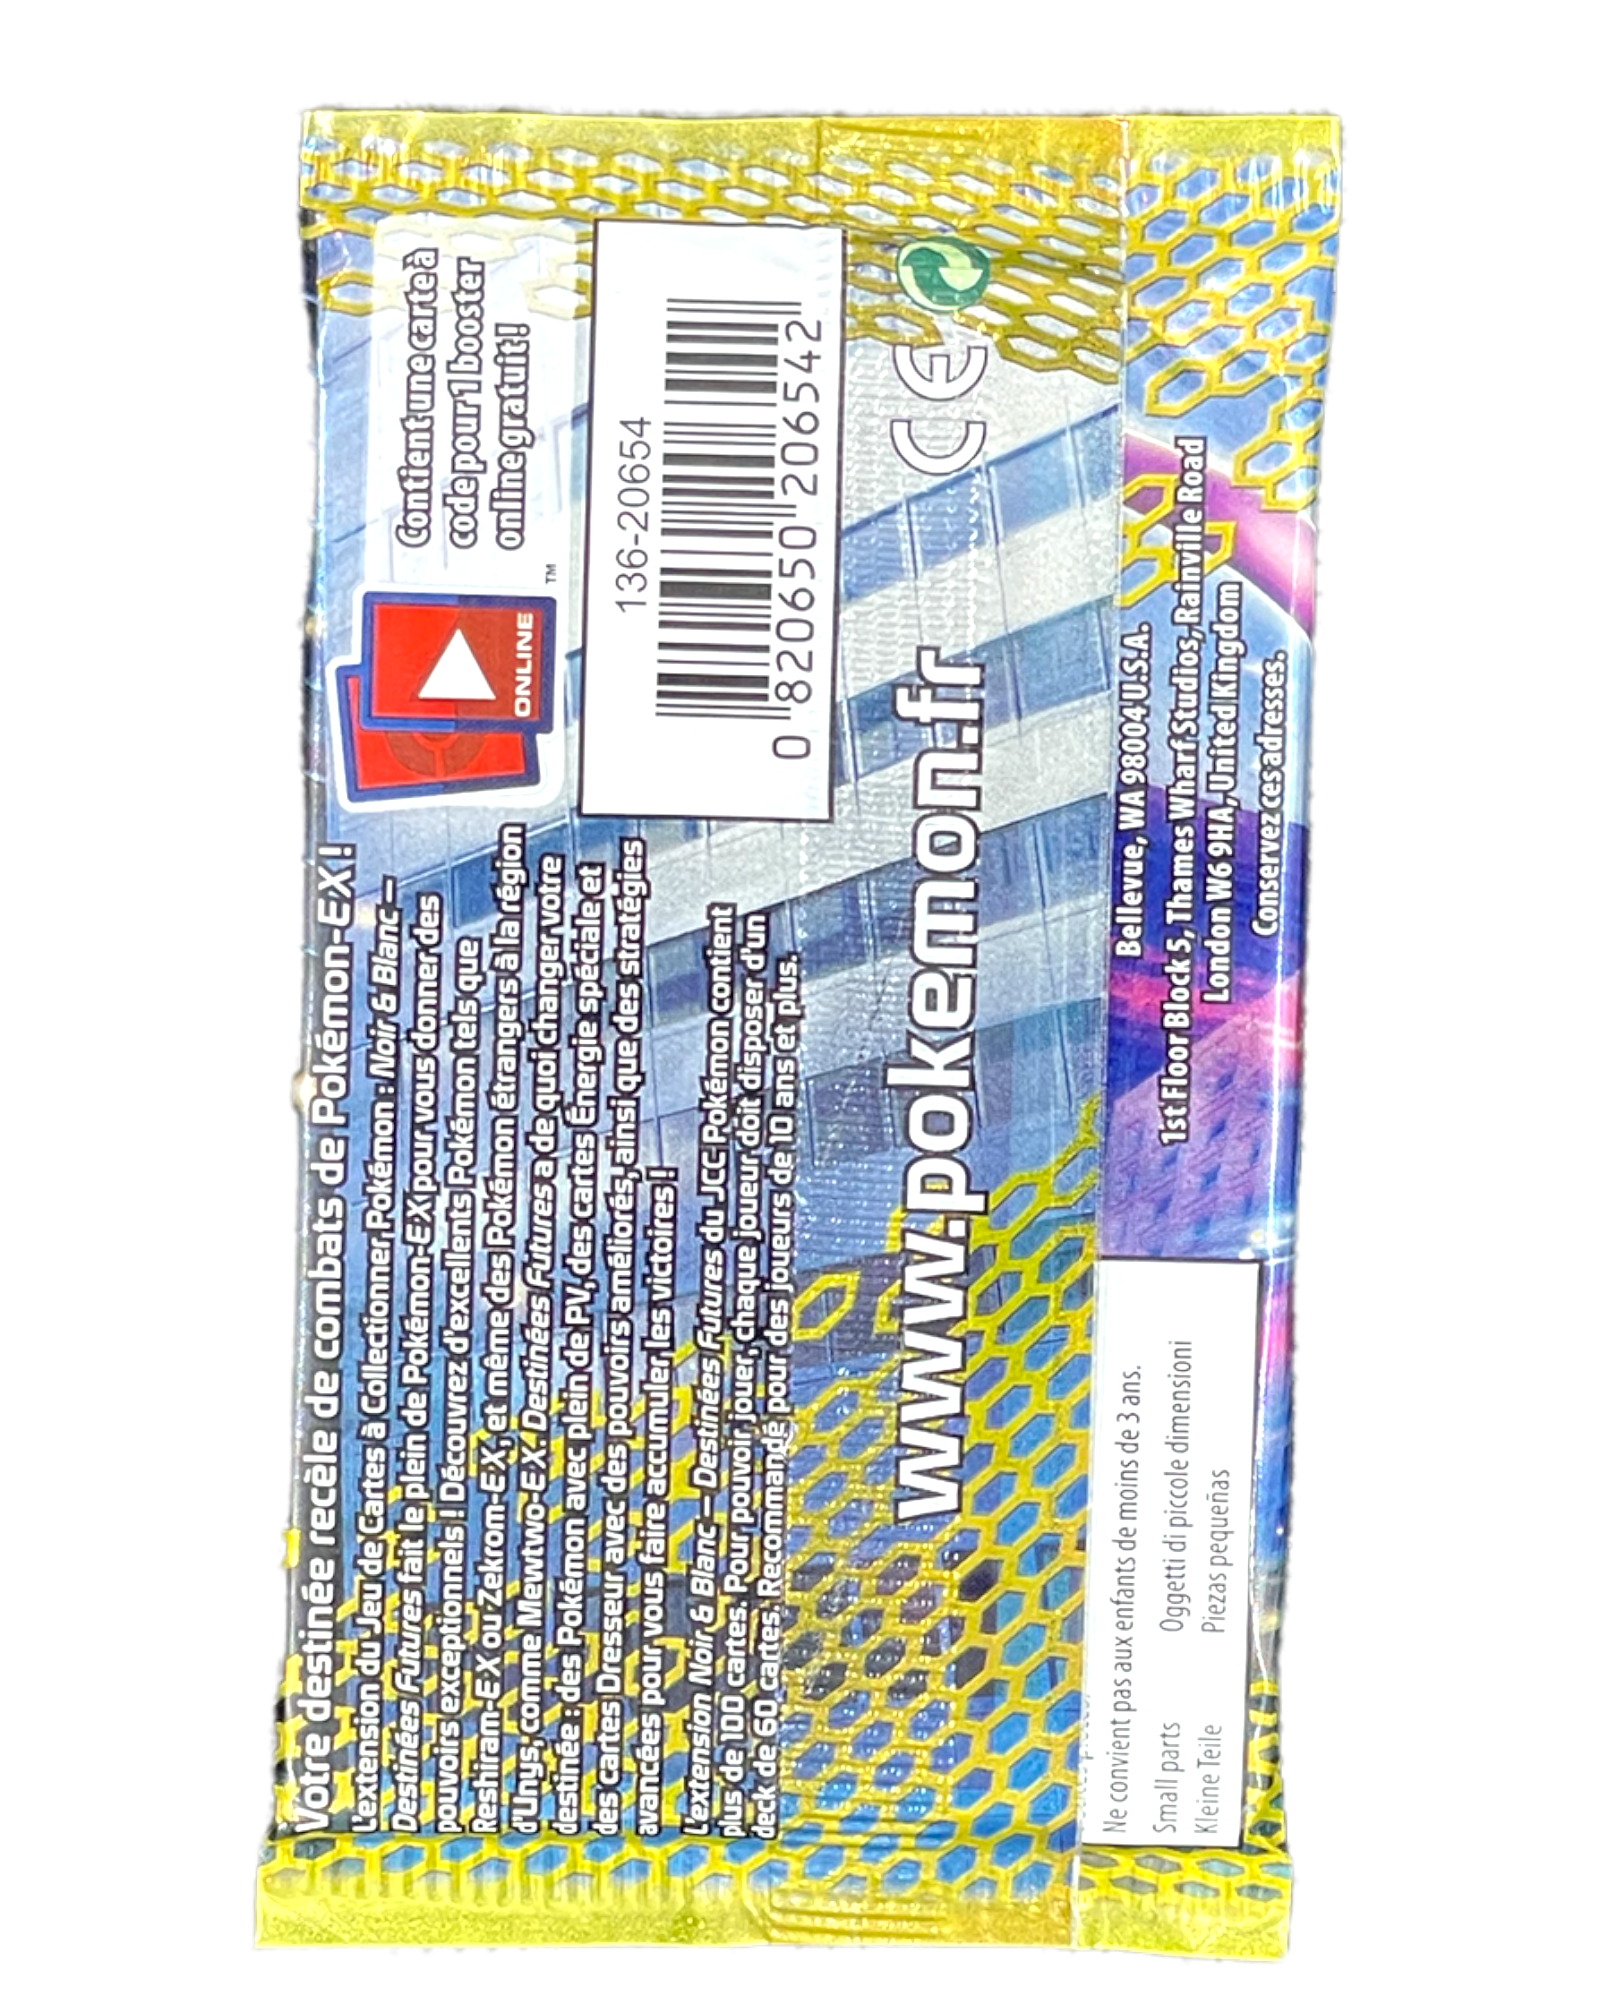 Votre destinée recèle de combats de Pokémon-EX !
L'extension du Jeu de Cartes à Collectionner Pokémon : Noir & Blanc –
Destinées Futures fait le plein de Pokémon-EX pour vous donner des
pouvoirs exceptionnels ! Découvrez d'excellents Pokémon tels que
Reshiram-EX ou Zekrom-EX, et même des Pokémon étrangers à la région
d'Unys, comme Mewtwo-EX. Destinées Futures a de quoi changer votre
destinée : des Pokémon avec plein de PV, des cartes Énergie spéciale et
des cartes Dresseur avec des pouvoirs améliorés, ainsi que des stratégies
avancées pour vous faire accumuler les victoires !
L'extension Noir & Blanc – Destinées Futures du JCC Pokémon contient
plus de 100 cartes. Pour pouvoir jouer, chaque joueur doit disposer d'un
deck de 60 cartes. Recommandé pour des joueurs de 10 ans et plus.
ONLINE
TM
Contient une carte à
code pour 1 booster
online gratuit !
136-20654
0 820650 206542
www.pokemon.fr
CE
Ne convient pas aux enfants de moins de 3 ans.
Small parts Oggetti di piccole dimensioni
Kleine Teile Piezas pequeñas
Bellevue, WA 98004 U.S.A.
1st Floor Block 5, Thames Wharf Studios, Rainville Road
London W6 9HA, United Kingdom
Conservez ces adresses.